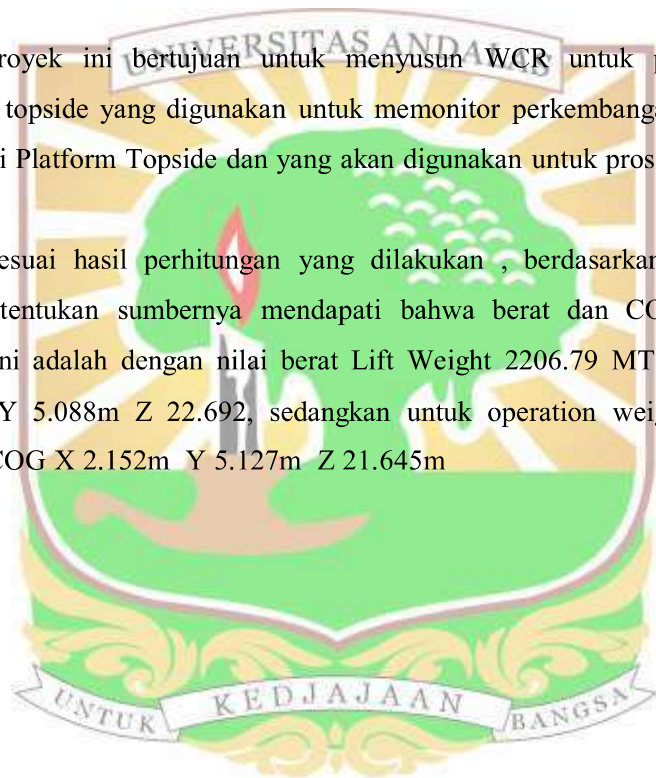 UNIVERSITAS ANDALAS
royek ini bertujuan untuk menyusun WCR untuk p
topside yang digunakan untuk memonitor perkembanga
i Platform Topside dan yang akan digunakan untuk pros
esuai hasil perhitungan yang dilakukan , berdasarkan
tentukan sumbernya mendapati bahwa berat dan CO
ni adalah dengan nilai berat Lift Weight 2206.79 MT
Y 5.088m Z 22.692, sedangkan untuk operation weig
COG X 2.152m Y 5.127m Z 21.645m
UNTUK KEDJAJAAN BANGSA